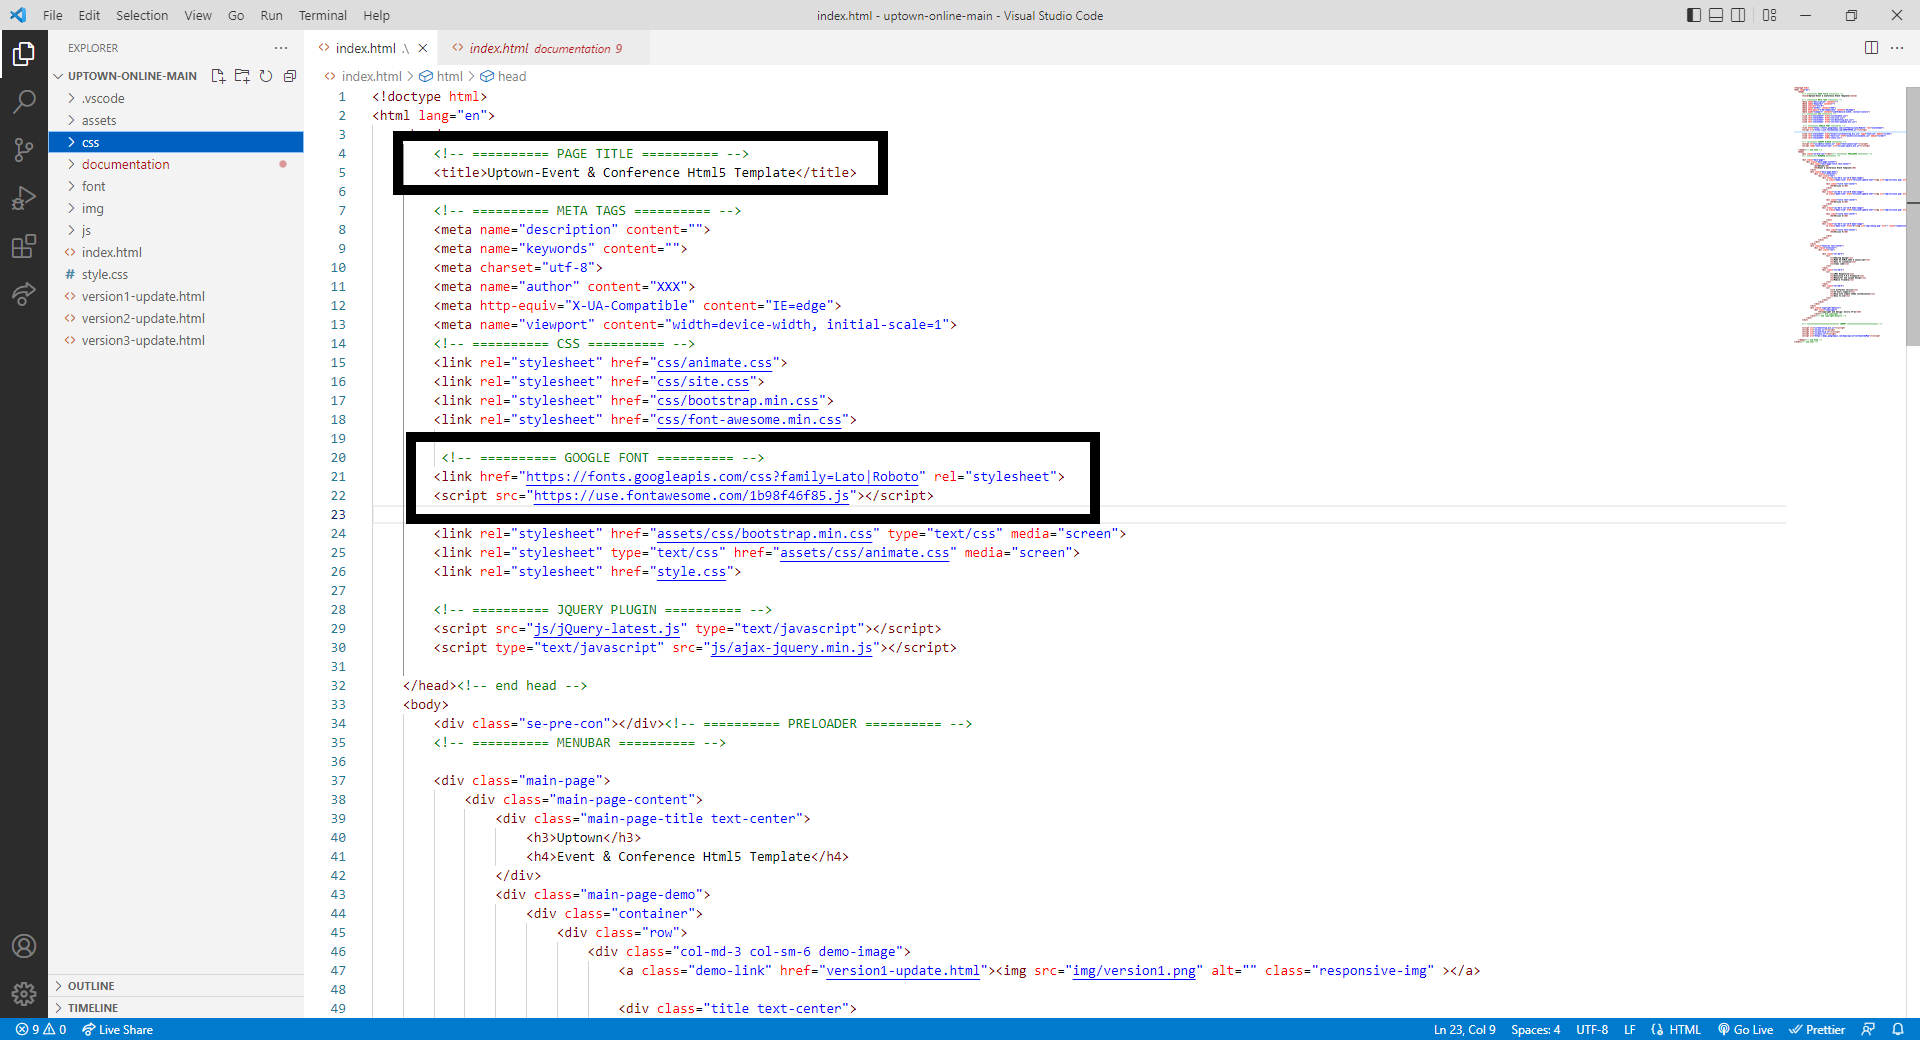 File Edit Selection View Go Run Terminal Help
index.html - uptown-online-main - Visual Studio Code
EXPLORER
UPTOWN-ONLINE-MAIN
.vscode
assets
css
documentation
font
img
js
index.html
# style.css
version1-update.html
version2-update.html
version3-update.html
OUTLINE
TIMELINE
index.html .\
index.html documentation 9
index.html > html > head
1 <!doctype html>
2 <html lang="en">
3
4 <!-- ========== PAGE TITLE ========== -->
5 <title>Uptown-Event & Conference Html5 Template</title>
6
7 <!-- ========== META TAGS ========== -->
8 <meta name="description" content="">
9 <meta name="keywords" content="">
10 <meta charset="utf-8">
11 <meta name="author" content="XXX">
12 <meta http-equiv="X-UA-Compatible" content="IE=edge">
13 <meta name="viewport" content="width=device-width, initial-scale=1">
14 <!-- ========== CSS ========== -->
15 <link rel="stylesheet" href="css/animate.css">
16 <link rel="stylesheet" href="css/site.css">
17 <link rel="stylesheet" href="css/bootstrap.min.css">
18 <link rel="stylesheet" href="css/font-awesome.min.css">
19
20 <!-- ========== GOOGLE FONT ========== -->
21 <link href="https://fonts.googleapis.com/css?family=Lato|Roboto" rel="stylesheet">
22 <script src="https://use.fontawesome.com/1b98f46f85.js"></script>
23
24 <link rel="stylesheet" href="assets/css/bootstrap.min.css" type="text/css" media="screen">
25 <link rel="stylesheet" type="text/css" href="assets/css/animate.css" media="screen">
26 <link rel="stylesheet" href="style.css">
27
28 <!-- ========== JQUERY PLUGIN ========== -->
29 <script src="js/jQuery-latest.js" type="text/javascript"></script>
30 <script type="text/javascript" src="js/ajax-jquery.min.js"></script>
31
32 </head><!-- end head -->
33 <body>
34 <div class="se-pre-con"></div><!-- ========== PRELOADER ========== -->
35 <!-- ========== MENUBAR ========== -->
36
37 <div class="main-page">
38 <div class="main-page-content">
39 <div class="main-page-title text-center">
40 <h3>Uptown</h3>
41 <h4>Event & Conference Html5 Template</h4>
42 </div>
43 <div class="main-page-demo">
44 <div class="container">
45 <div class="row">
46 <div class="col-md-3 col-sm-6 demo-image">
47 <a class="demo-link" href="version1-update.html"><img src="img/version1.png" alt="" class="responsive-img" ></a>
48
49 <div class="title text-center">
9 0 Live Share
Ln 23, Col 9 Spaces: 4 UTF-8 LF HTML Go Live Prettier